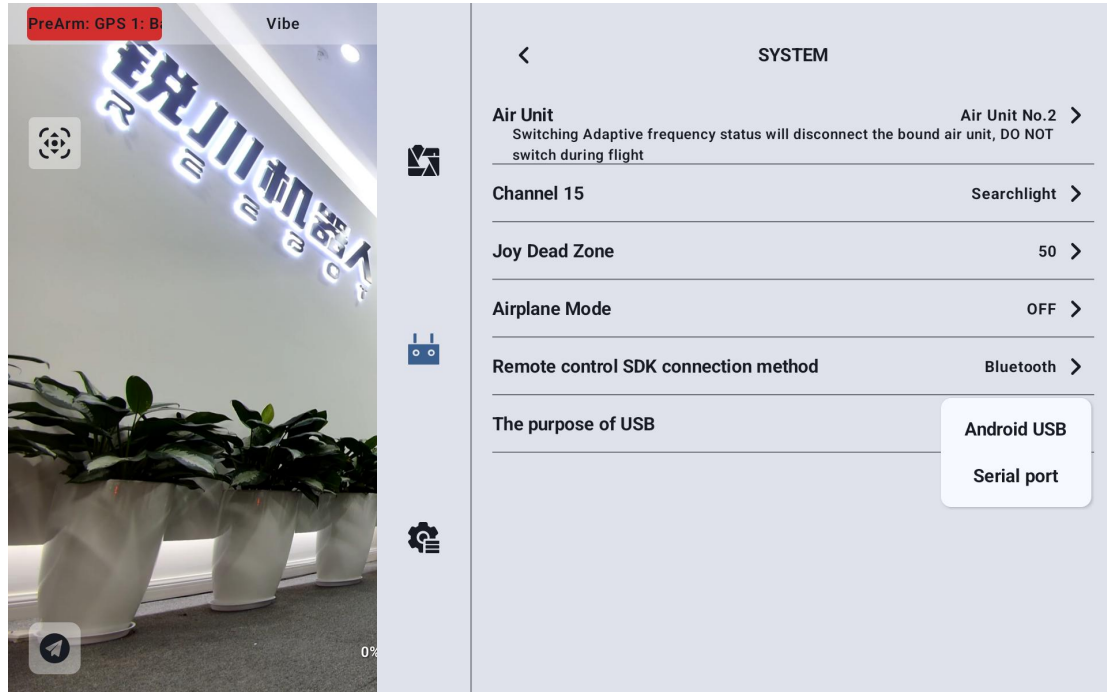 PreArm: GPS 1: Ba
Vibe
锐川机器人
REEBOT
0%
SYSTEM
Air Unit
Air Unit No.2
Switching Adaptive frequency status will disconnect the bound air unit, DO NOT
switch during flight
Channel 15
Searchlight
Joy Dead Zone
50
Airplane Mode
OFF
Remote control SDK connection method
Bluetooth
The purpose of USB
Android USB
Serial port